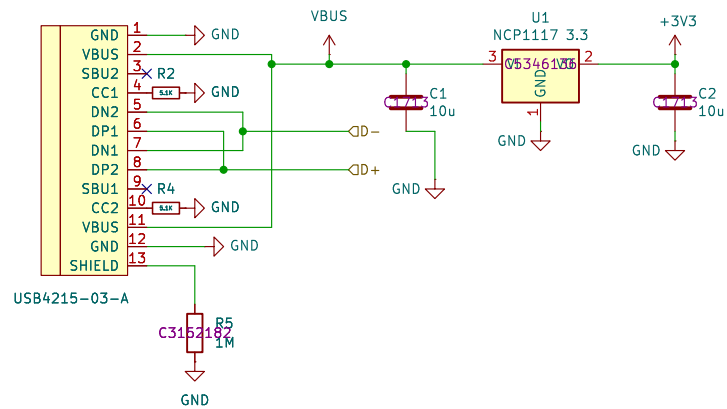 GND 1 GND
VBUS 2
SBU2 3 R2
CC1 4 5.1K GND
DN2 5
DP1 6 D-
DN1 7
DP2 8 D+
SBU1 9 R4
CC2 10 5.1K GND
VBUS 11
GND 12 GND
SHIELD 13
USB4215-03-A
R5
C3152182
1M
GND
VBUS
C1
C1713
10u
GND
U1
NCP1117 3.3
3 2
GND
1
GND
+3V3
C2
C1713
10u
GND